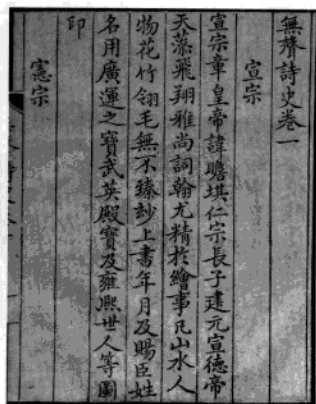 無聲詩史卷一
宣宗
宣宗章皇帝諱瞻基仁宗長子建元宣德帝
天藻飛翔雅尚詞翰尤精於繪事凡山水人
物花竹翎毛無不臻玅上書年月及賜臣姓
名用廣運之寶武英殿寶及雍熙世人等圖
印
憲宗